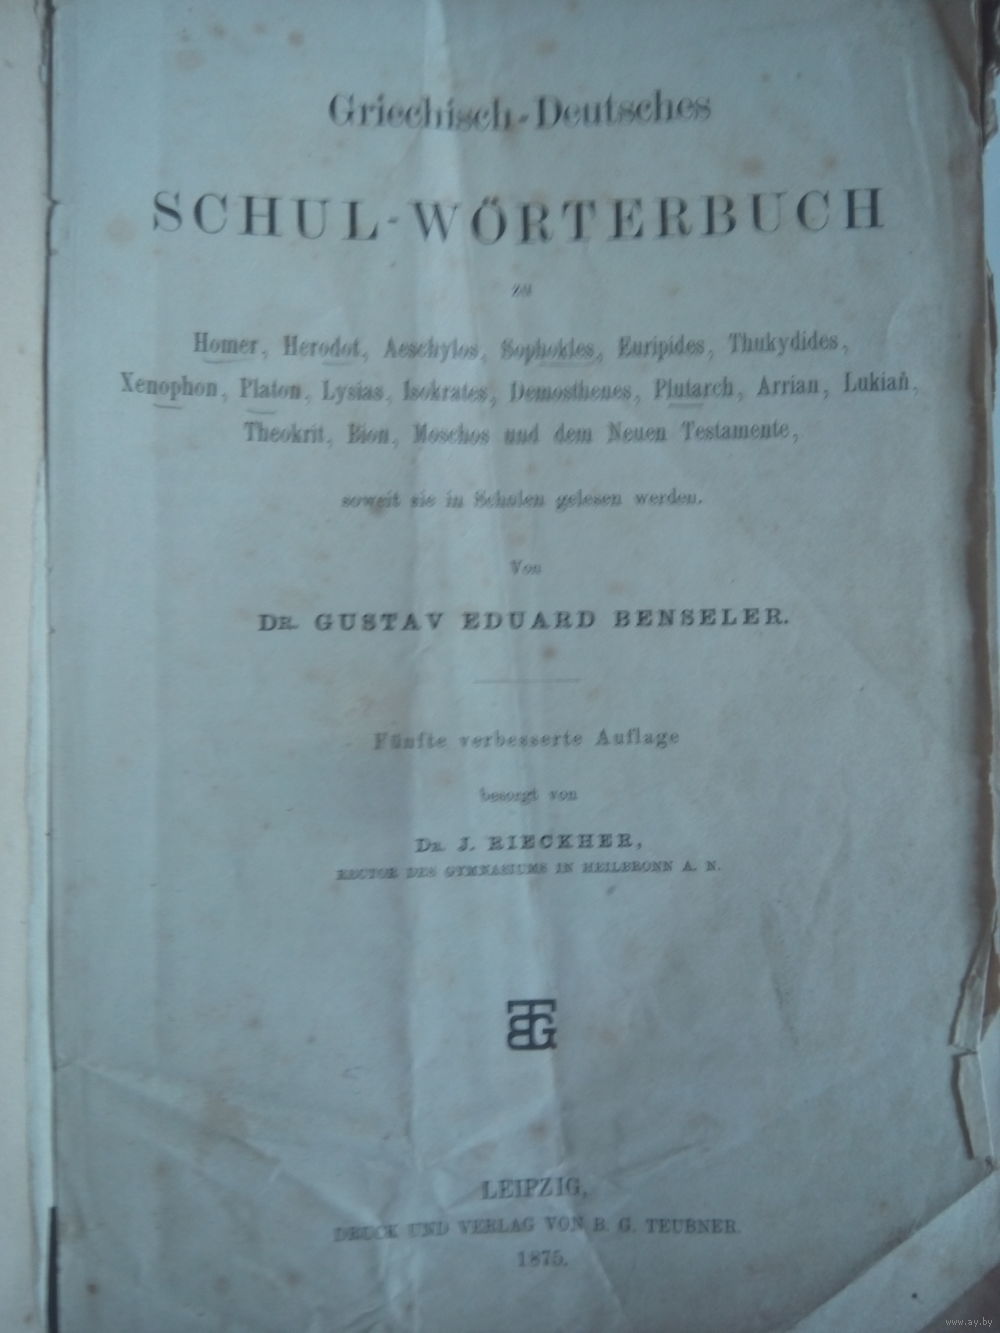 Griechisch-Deutsches
SCHUL-WÖRTERBUCH
zu
Homer, Herodot, Aeschylos, Sophokles, Euripides, Thukydides,
Xenophon, Platon, Lysias, Isokrates, Demosthenes, Plutarch, Arrian, Lukian,
Theokrit, Bion, Moschos und dem Neuen Testamente,
soweit sie in Schulen gelesen werden.
Von
DR. GUSTAV EDUARD BENSELER.
Fünfte verbesserte Auflage
besorgt von
DR. J. RIECKHER,
RECTOR DES GYMNASIUMS IN HEILBRONN A. N.
BTG
LEIPZIG,
DRUCK UND VERLAG VON B. G. TEUBNER.
1875.
www.ay.by